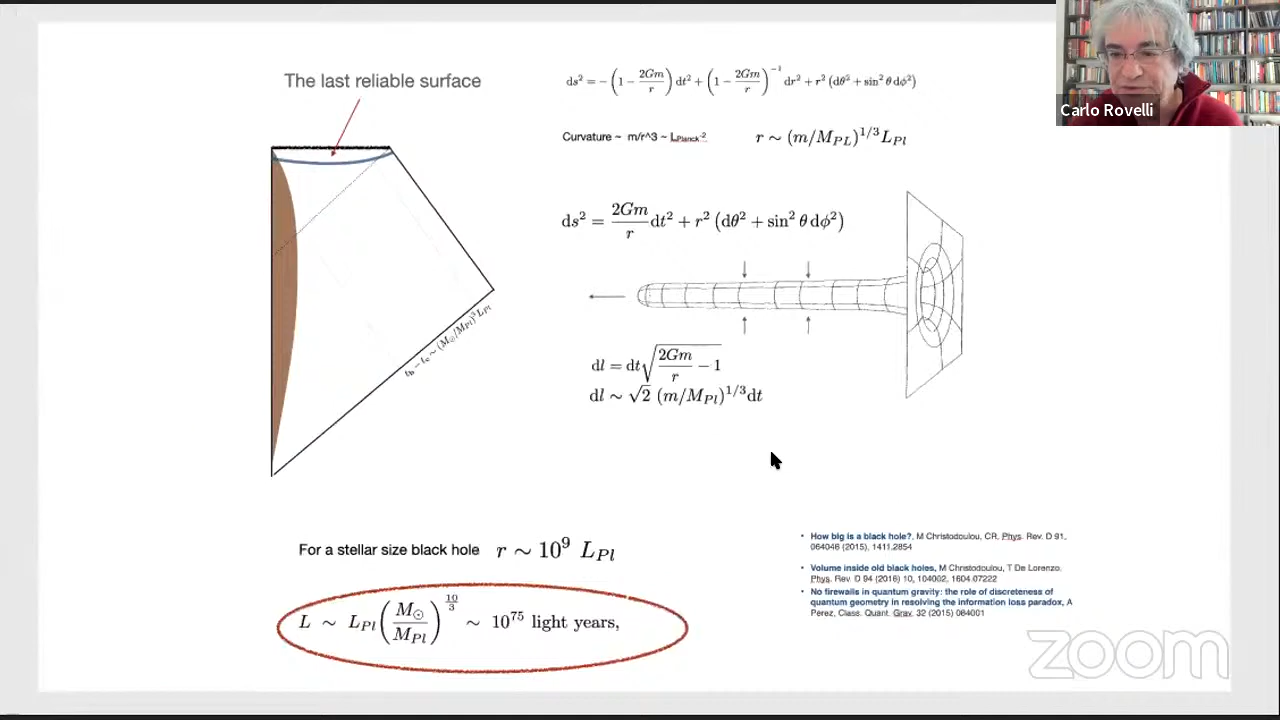 The last reliable surface
ds² = −(1 − 2Gm/r) dt² + (1 − 2Gm/r)⁻¹ dr² + r² (dθ² + sin² θ dϕ²)
Carlo Rovelli
Curvature ~ m/r^3 ~ L_Planck^-2
r ∼ (m/M_PL)^1/3 L_Pl
ds² = 2Gm/r dt² + r² (dθ² + sin² θ dϕ²)
dl = dt√(2Gm/r − 1)
dl ∼ √2 (m/M_Pl)^1/3 dt
∼ (M_⊙/M_Pl)³ L_Pl
For a stellar size black hole r ∼ 10⁹ L_Pl
L ∼ L_Pl (M_⊙/M_Pl)^10/3 ∼ 10⁷⁵ light years,
• How big is a black hole?, M Christodoulou, CR, Phys. Rev. D 91,
064046 (2015), 1411.2854
• Volume inside old black holes, M Christodoulou, T De Lorenzo,
Phys. Rev. D 94 (2016) 10, 104002, 1604.07222
• No firewalls in quantum gravity: the role of discreteness of
quantum geometry in resolving the information loss paradox, A
Perez, Class. Quant. Grav. 32 (2015) 084001
zoom